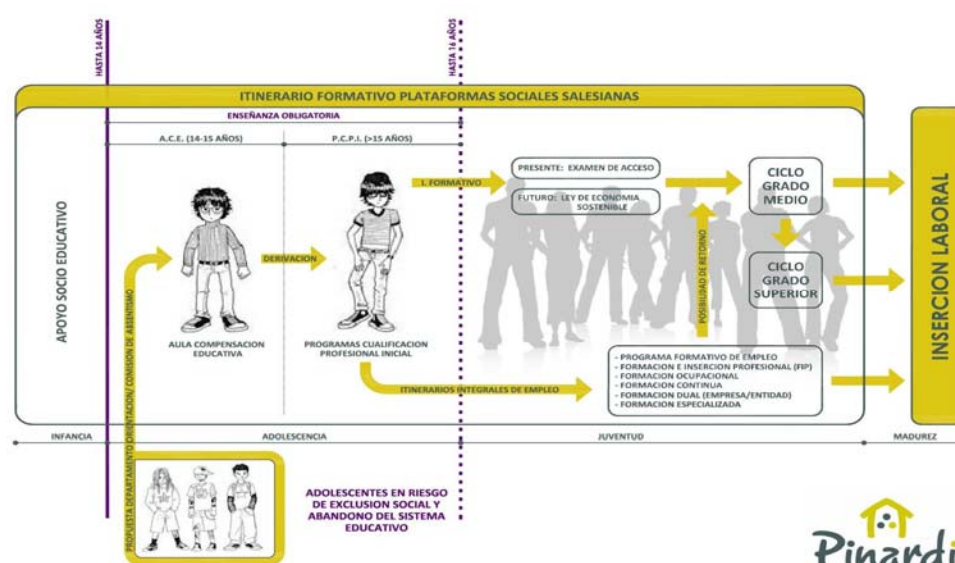 HASTA 14 AÑOS
HASTA 16 AÑOS
ITINERARIO FORMATIVO PLATAFORMAS SOCIALES SALESIANAS
ENSEÑANZA OBLIGATORIA
A.C.E. (14-15 AÑOS)
P.C.P.I. (>15 AÑOS)
APOYO SOCIO EDUCATIVO
I. FORMATIVO
PRESENTE: EXAMEN DE ACCESO
FUTURO: LEY DE ECONOMIA
SOSTENIBLE
CICLO
GRADO
MEDIO
DERIVACION
POSIBILIDAD DE RETORNO
CICLO
GRADO
SUPERIOR
INSERCION LABORAL
AULA COMPENSACION
EDUCATIVA
PROGRAMAS CUALIFICACION
PROFESIONAL INICIAL
ITINERARIOS INTEGRALES DE EMPLEO
- PROGRAMA FORMATIVO DE EMPLEO
- FORMACION E INSERCION PROFESIONAL (FIP)
- FORMACION OCUPACIONAL
- FORMACION CONTINUA
- FORMACION DUAL (EMPRESA/ENTIDAD)
- FORMACION ESPECIALIZADA
INFANCIA
ADOLESCENCIA
JUVENTUD
MADUREZ
PROPUESTA DEPARTAMENTO ORIENTACION/ COMISION DE ABSENTISMO
ADOLESCENTES EN RIESGO
DE EXCLUSION SOCIAL Y
ABANDONO DEL SISTEMA
EDUCATIVO
Pinardi